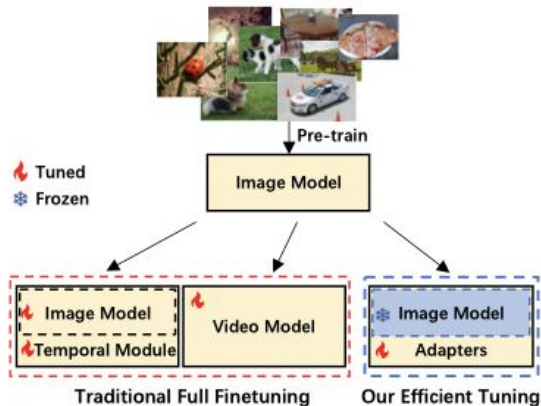 Pre-train
Tuned
Frozen
Image Model
Image Model
Temporal Module
Video Model
Image Model
Adapters
Traditional Full Finetuning
Our Efficient Tuning